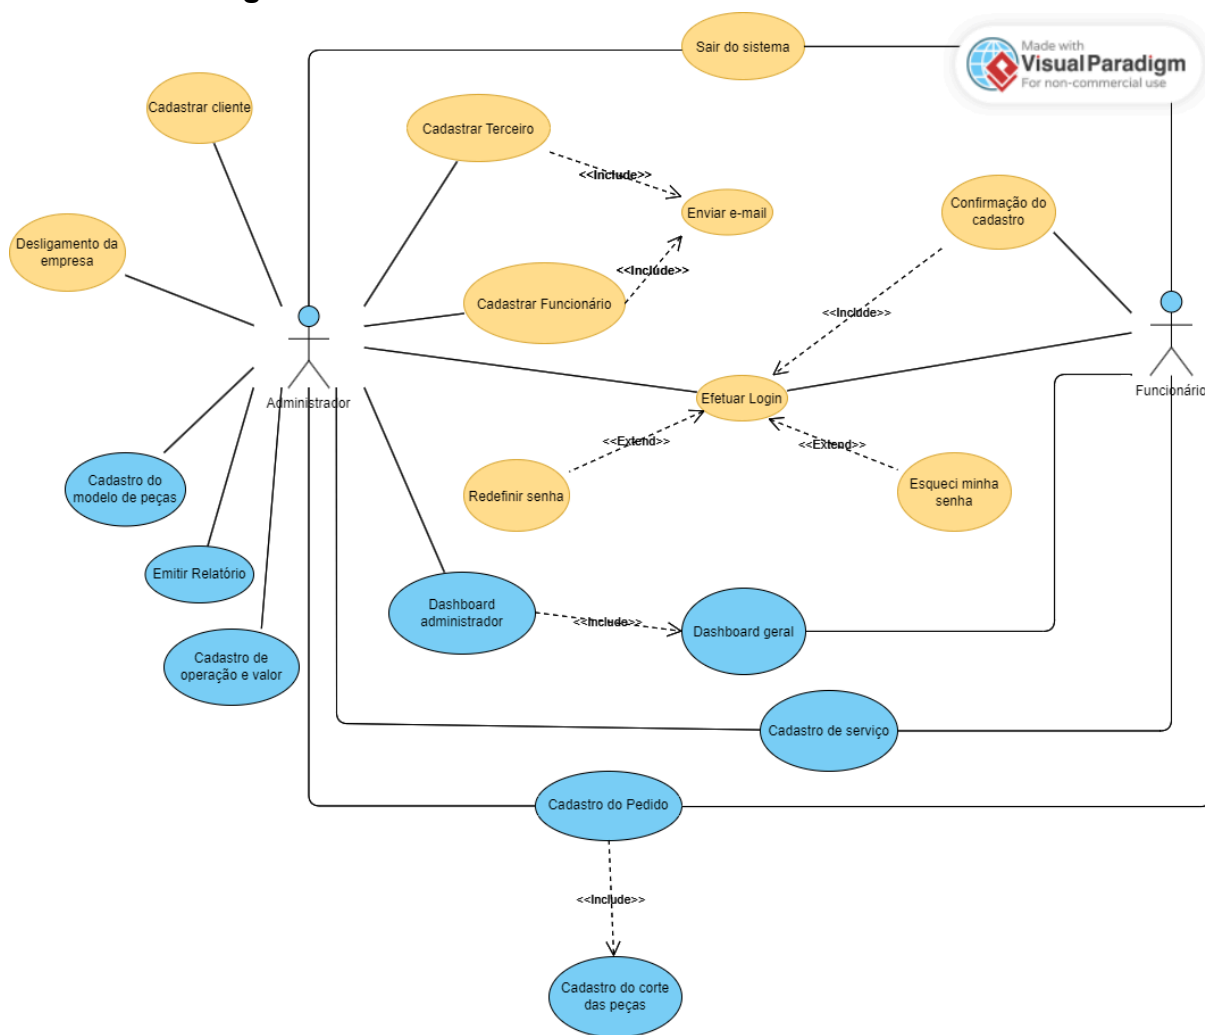 Sair do sistema
Made with
Visual Paradigm
For non-commercial use
Cadastrar cliente
Cadastrar Terceiro
<<Include>>
Enviar e-mail
Confirmação do
cadastro
Desligamento da
empresa
<<Include>>
Cadastrar Funcionário
<<Include>>
Administrador
Efetuar Login
Funcionário
<<Extend>>
<<Extend>>
Cadastro do
modelo de peças
Redefinir senha
Esqueci minha
senha
Emitir Relatório
Dashboard
administrador
<<Include>>
Dashboard geral
Cadastro de
operação e valor
Cadastro de serviço
Cadastro do Pedido
<<Include>>
Cadastro do corte
das peças